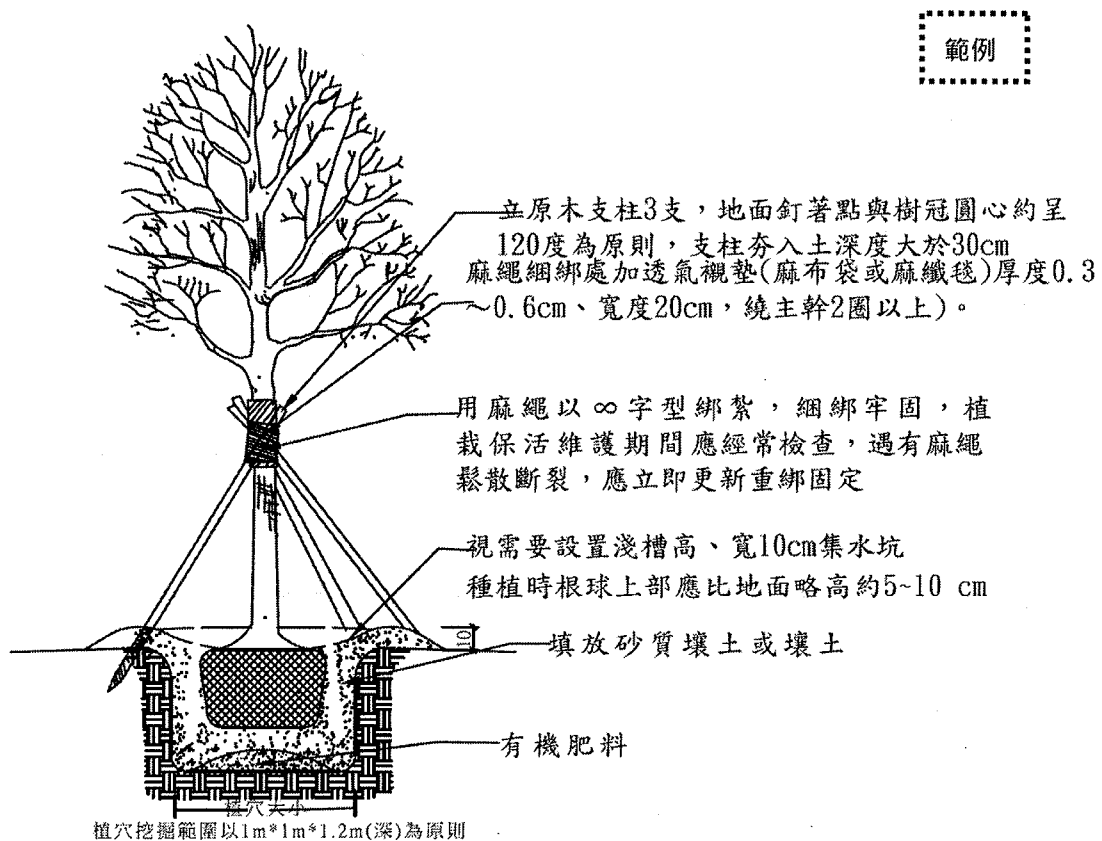 範例
立原木支柱3支，地面釘著點與樹冠圓心約呈
120度為原則，支柱夯入土深度大於30cm
麻繩綑綁處加透氣襯墊(麻布袋或麻纖毯)厚度0.3
～0.6cm、寬度20cm，繞主幹2圈以上)。
用麻繩以∞字型綁紮，綑綁牢固，植
栽保活維護期間應經常檢查，遇有麻繩
鬆散斷裂，應立即更新重綁固定
視需要設置淺槽高、寬10cm集水坑
種植時根球上部應比地面略高約5~10 cm
10
填放砂質壤土或壤土
有機肥料
植穴大小
植穴挖掘範圍以1m*1m*1.2m(深)為原則